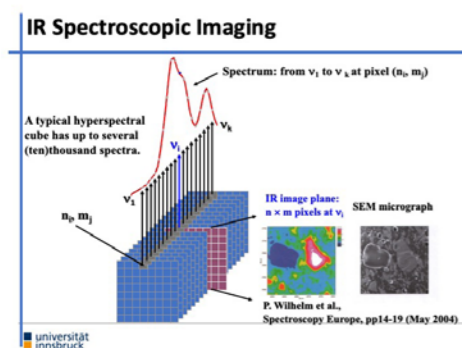 IR Spectroscopic Imaging
Spectrum: from ν1 to ν k at pixel (ni, mj)
A typical hyperspectral
cube has up to several
(ten)thousand spectra.
νk
νi
ν1
ni, mj
IR image plane:
n × m pixels at νi
SEM micrograph
P. Wilhelm et al.,
Spectroscopy Europe, pp14-19 (May 2004)
universität
innsbruck